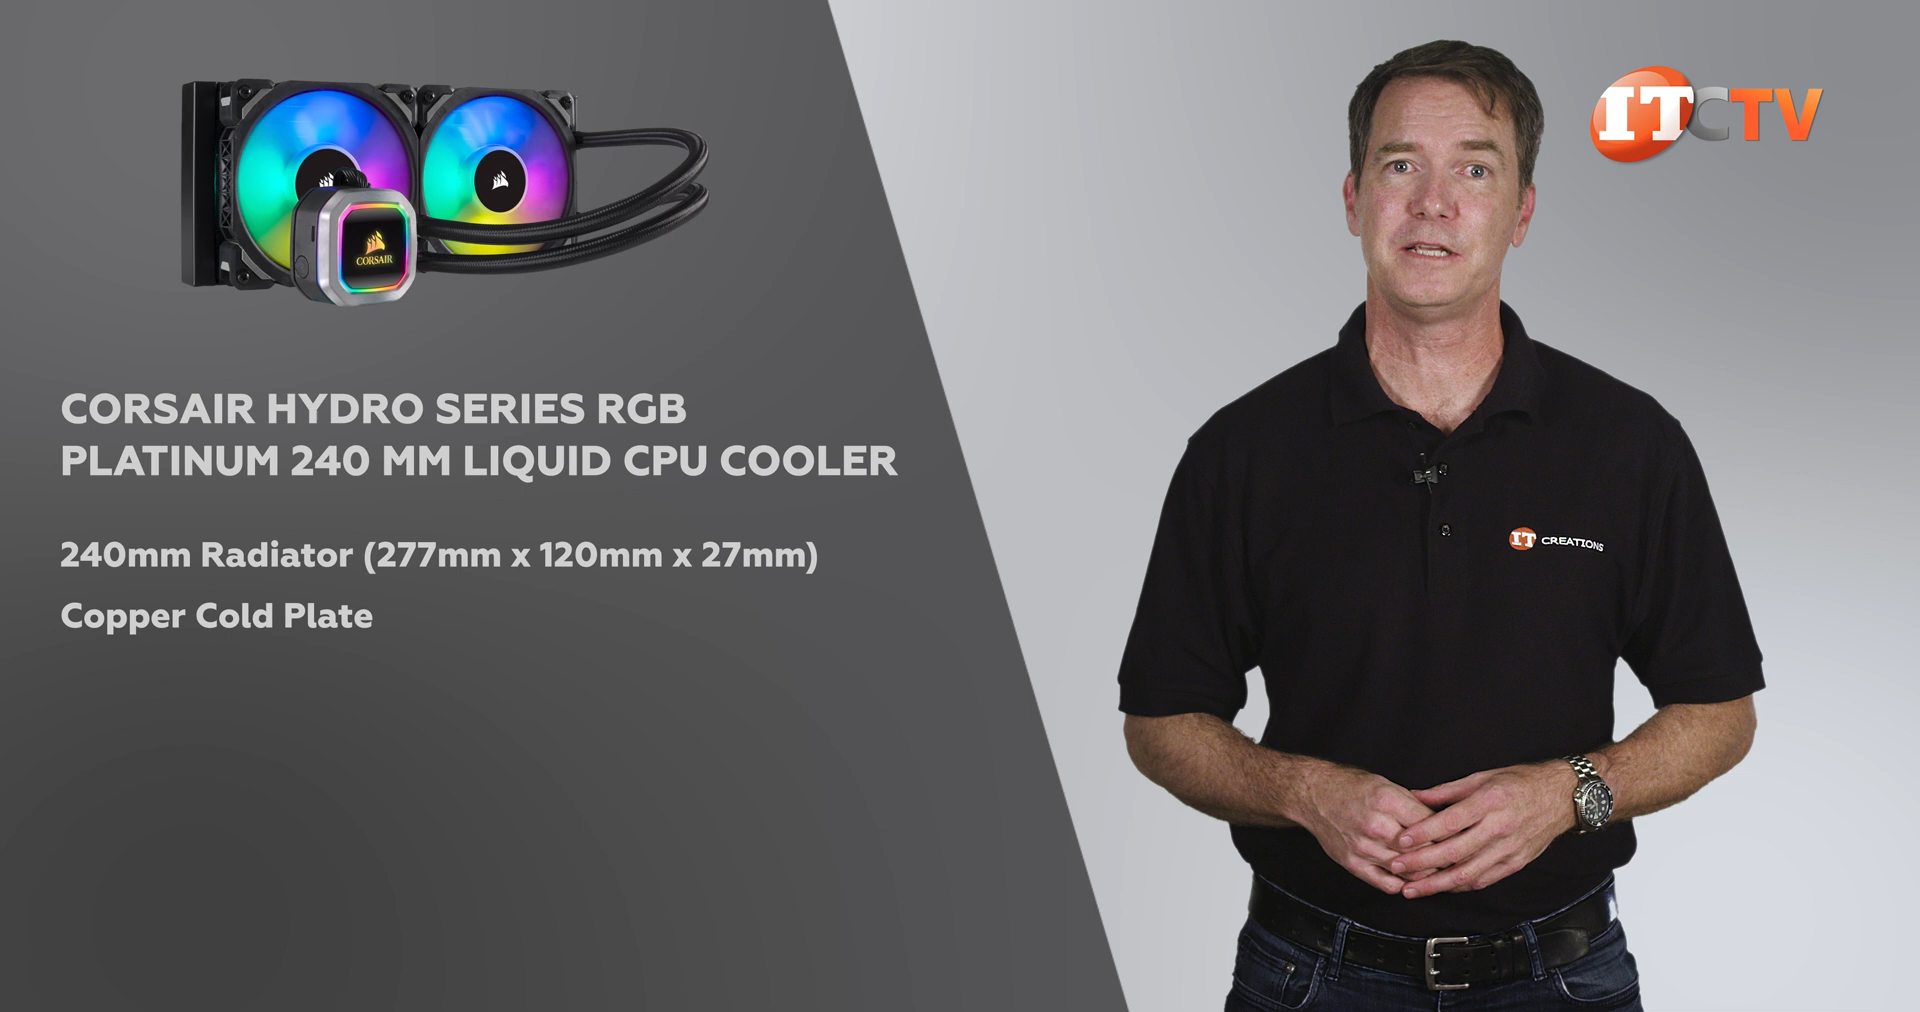 CORSAIR
ITCTV
CORSAIR HYDRO SERIES RGB
PLATINUM 240 MM LIQUID CPU COOLER
240mm Radiator (277mm x 120mm x 27mm)
Copper Cold Plate
IT CREATIONS